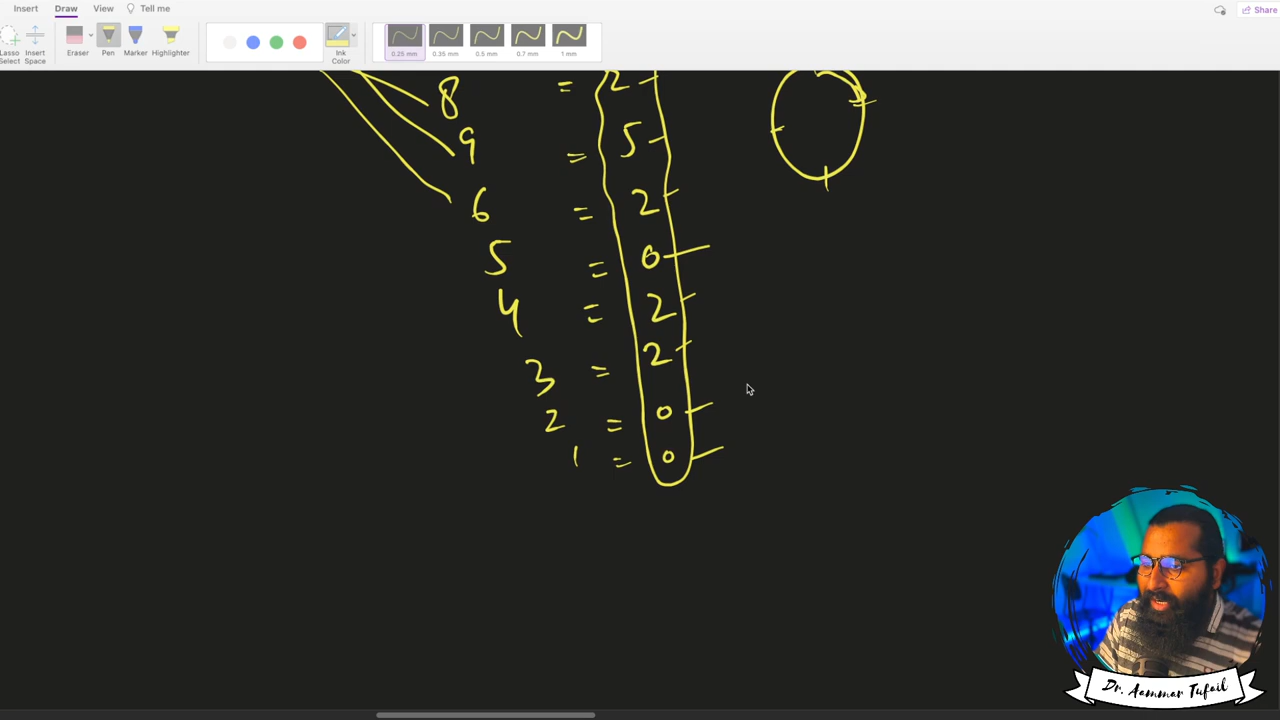 Insert Draw View Tell me
Share
Lasso Select
Insert Space
Eraser
Pen
Marker
Highlighter
Ink Color
0.25 mm
0.35 mm
0.5 mm
0.7 mm
1 mm
8 = 2
9 = 5
6 = 2
5 = 0
4 = 2
3 = 2
2 = 0
1 = 0
Dr. Aammar Tufail